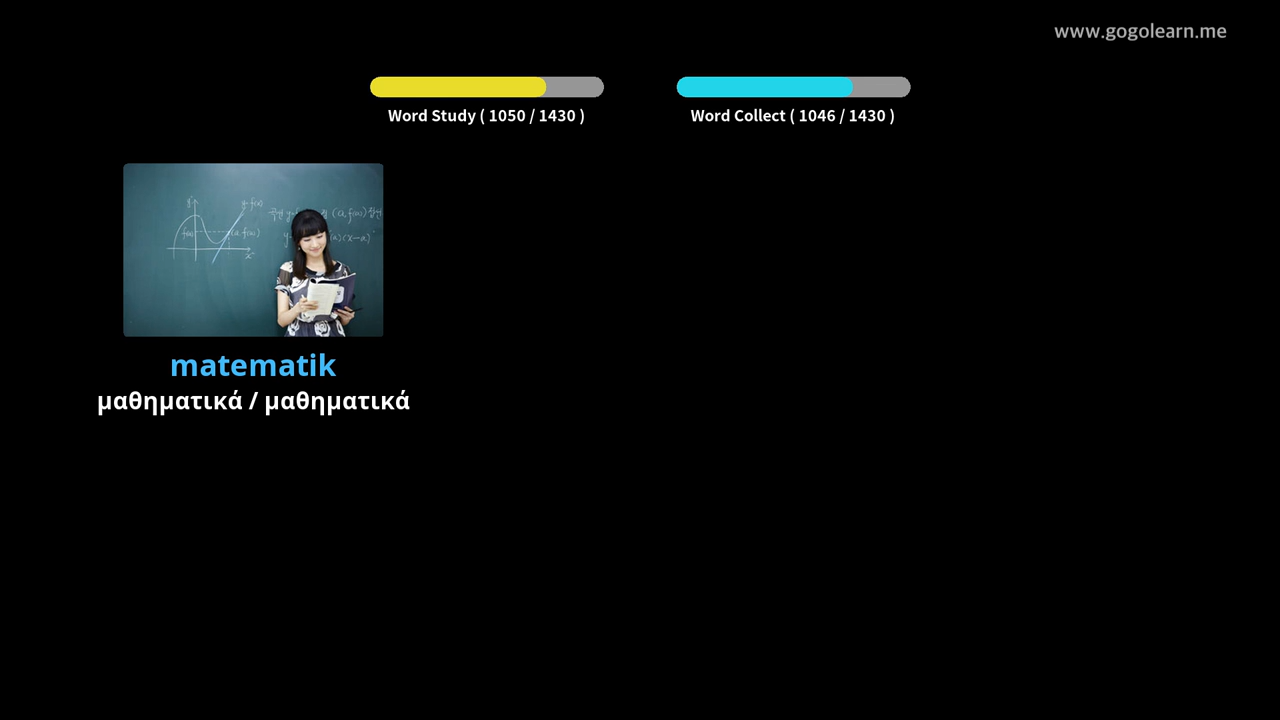 www.gogolearn.me
Word Study ( 1050 / 1430 )
Word Collect ( 1046 / 1430 )
y
y=f(x)
f(a)
(a, f(a))
x
matematik
μαθηματικά / μαθηματικά